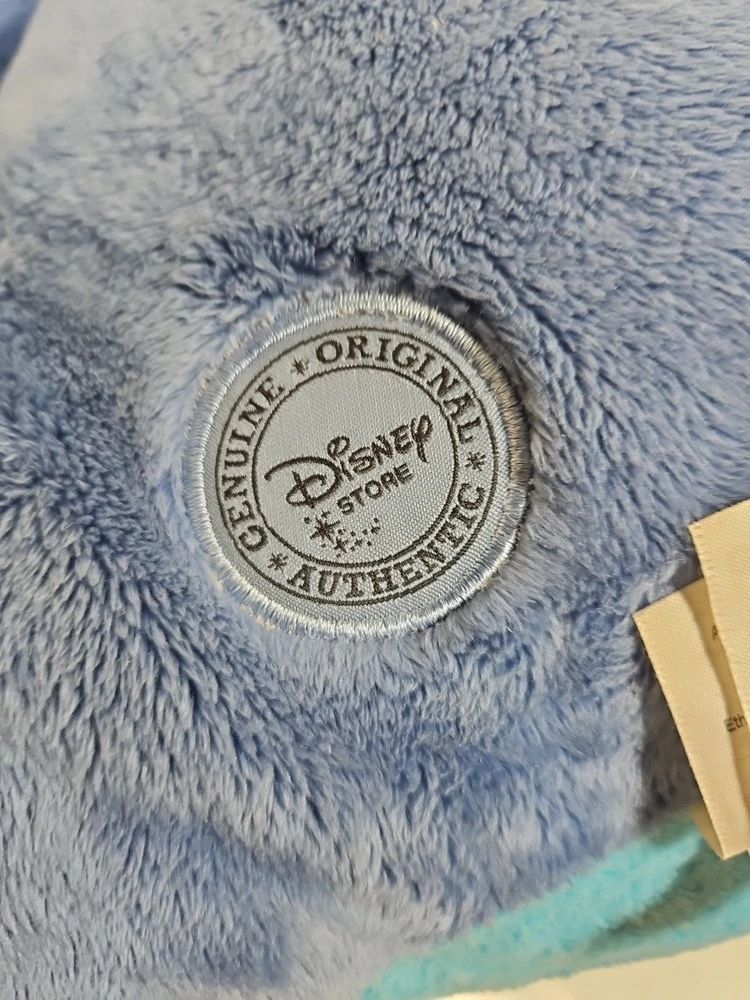 GENUINE * ORIGINAL * AUTHENTIC *
Disney
STORE